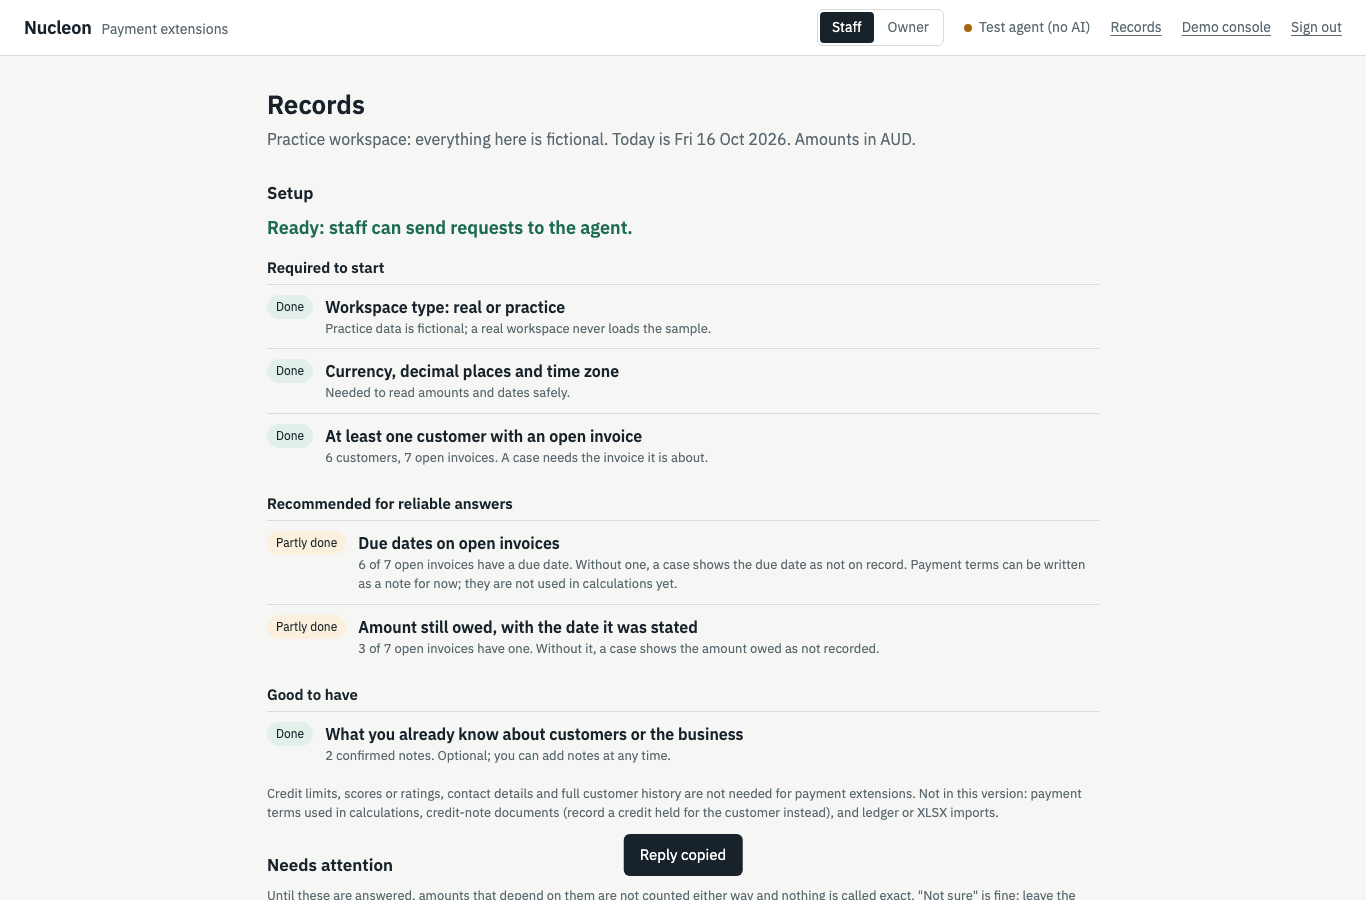 Nucleon Payment extensions
Staff Owner Test agent (no AI) Records Demo console Sign out
Records
Practice workspace: everything here is fictional. Today is Fri 16 Oct 2026. Amounts in AUD.
Setup
Ready: staff can send requests to the agent.
Required to start
Done Workspace type: real or practice
Practice data is fictional; a real workspace never loads the sample.
Done Currency, decimal places and time zone
Needed to read amounts and dates safely.
Done At least one customer with an open invoice
6 customers, 7 open invoices. A case needs the invoice it is about.
Recommended for reliable answers
Partly done Due dates on open invoices
6 of 7 open invoices have a due date. Without one, a case shows the due date as not on record. Payment terms can be written
as a note for now; they are not used in calculations yet.
Partly done Amount still owed, with the date it was stated
3 of 7 open invoices have one. Without it, a case shows the amount owed as not recorded.
Good to have
Done What you already know about customers or the business
2 confirmed notes. Optional; you can add notes at any time.
Credit limits, scores or ratings, contact details and full customer history are not needed for payment extensions. Not in this version: payment
terms used in calculations, credit-note documents (record a credit held for the customer instead), and ledger or XLSX imports.
Reply copied
Needs attention
Until these are answered, amounts that depend on them are not counted either way and nothing is called exact. "Not sure" is fine: leave the